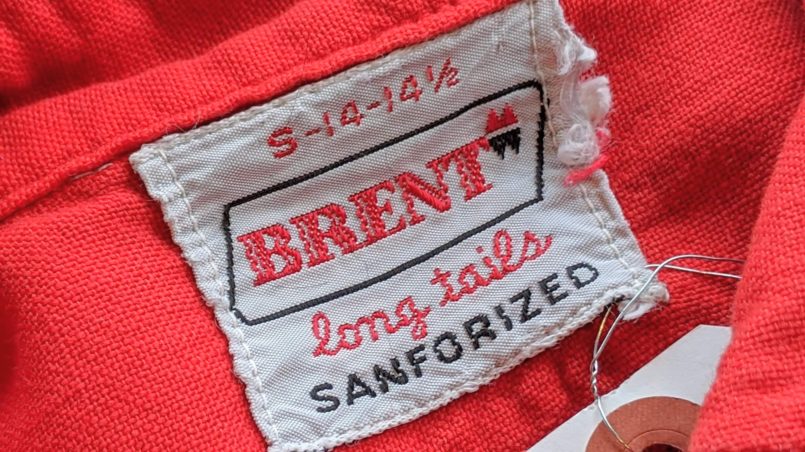 S-14-14½
BRENT
long tails
SANFORIZED